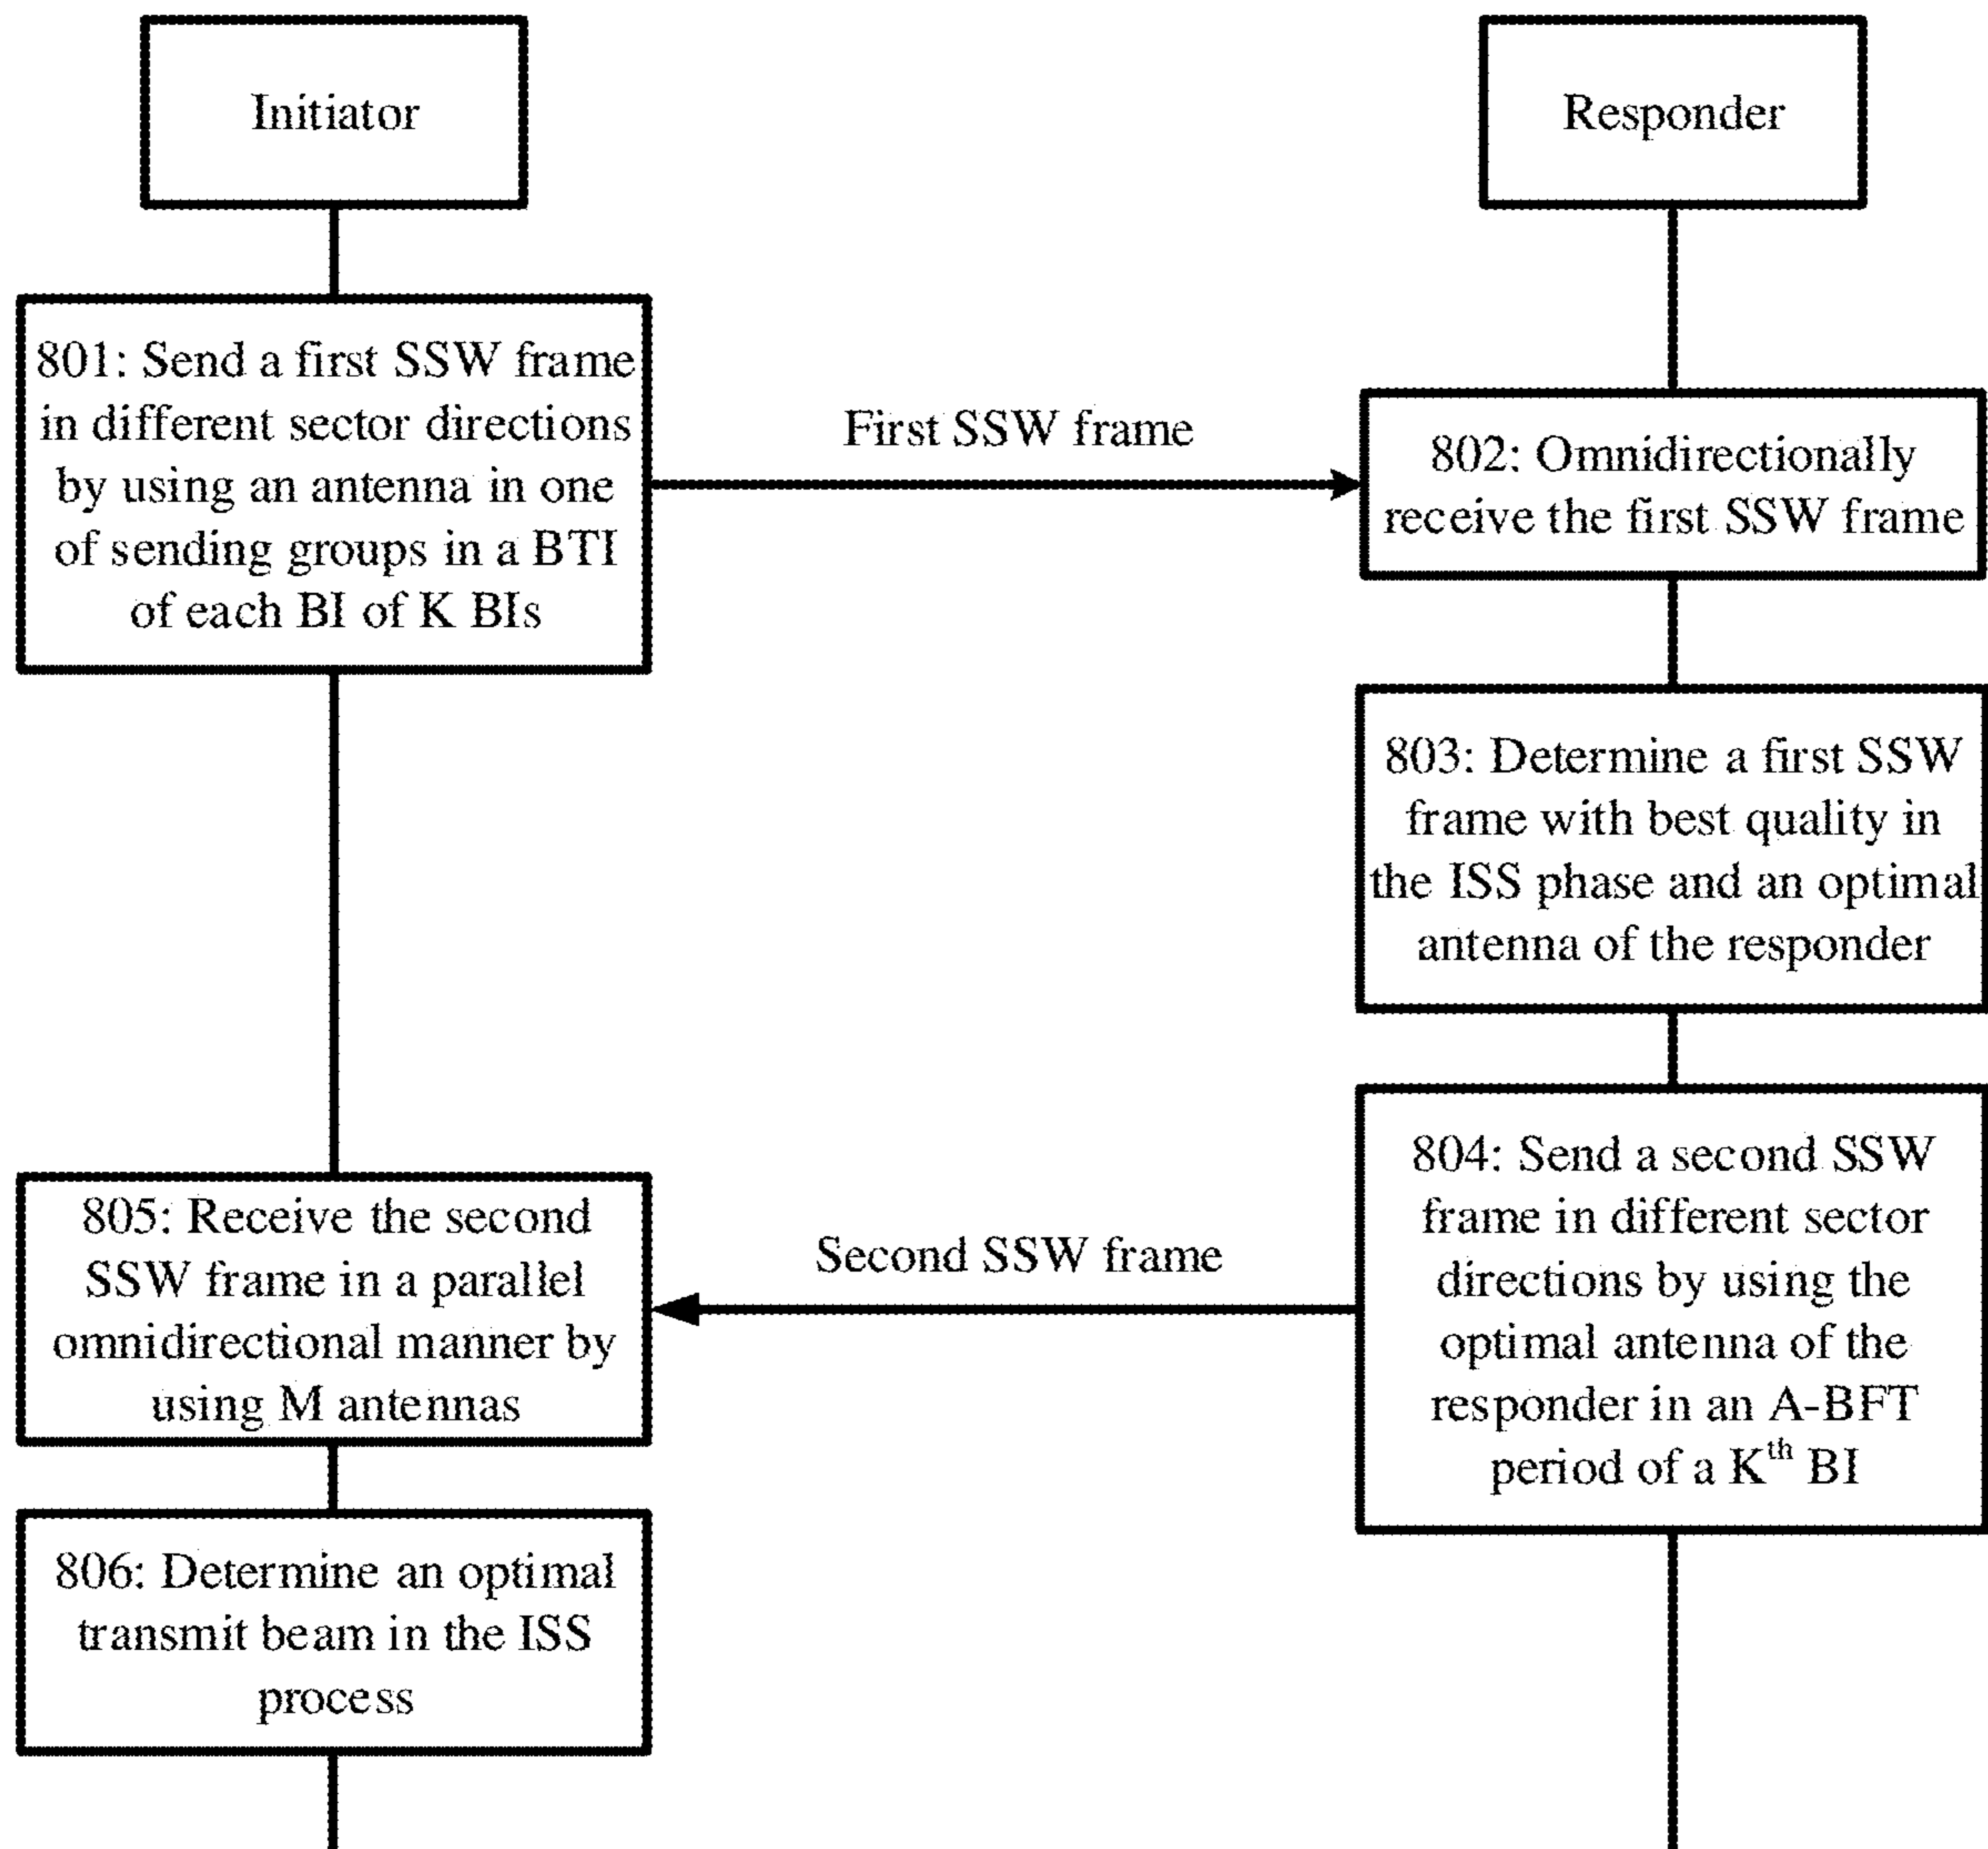 Initiator
Responder
801: Send a first SSW frame
in different sector directions
by using an antenna in one
of sending groups in a BTI
of each BI of K BIs
First SSW frame
802: Omnidirectionally
receive the first SSW frame
803: Determine a first SSW
frame with best quality in
the ISS phase and an optimal
antenna of the responder
804: Send a second SSW
frame in different sector
directions by using the
optimal antenna of the
responder in an A-BFT
period of a Kth BI
Second SSW frame
805: Receive the second
SSW frame in a parallel
omnidirectional manner by
using M antennas
806: Determine an optimal
transmit beam in the ISS
process